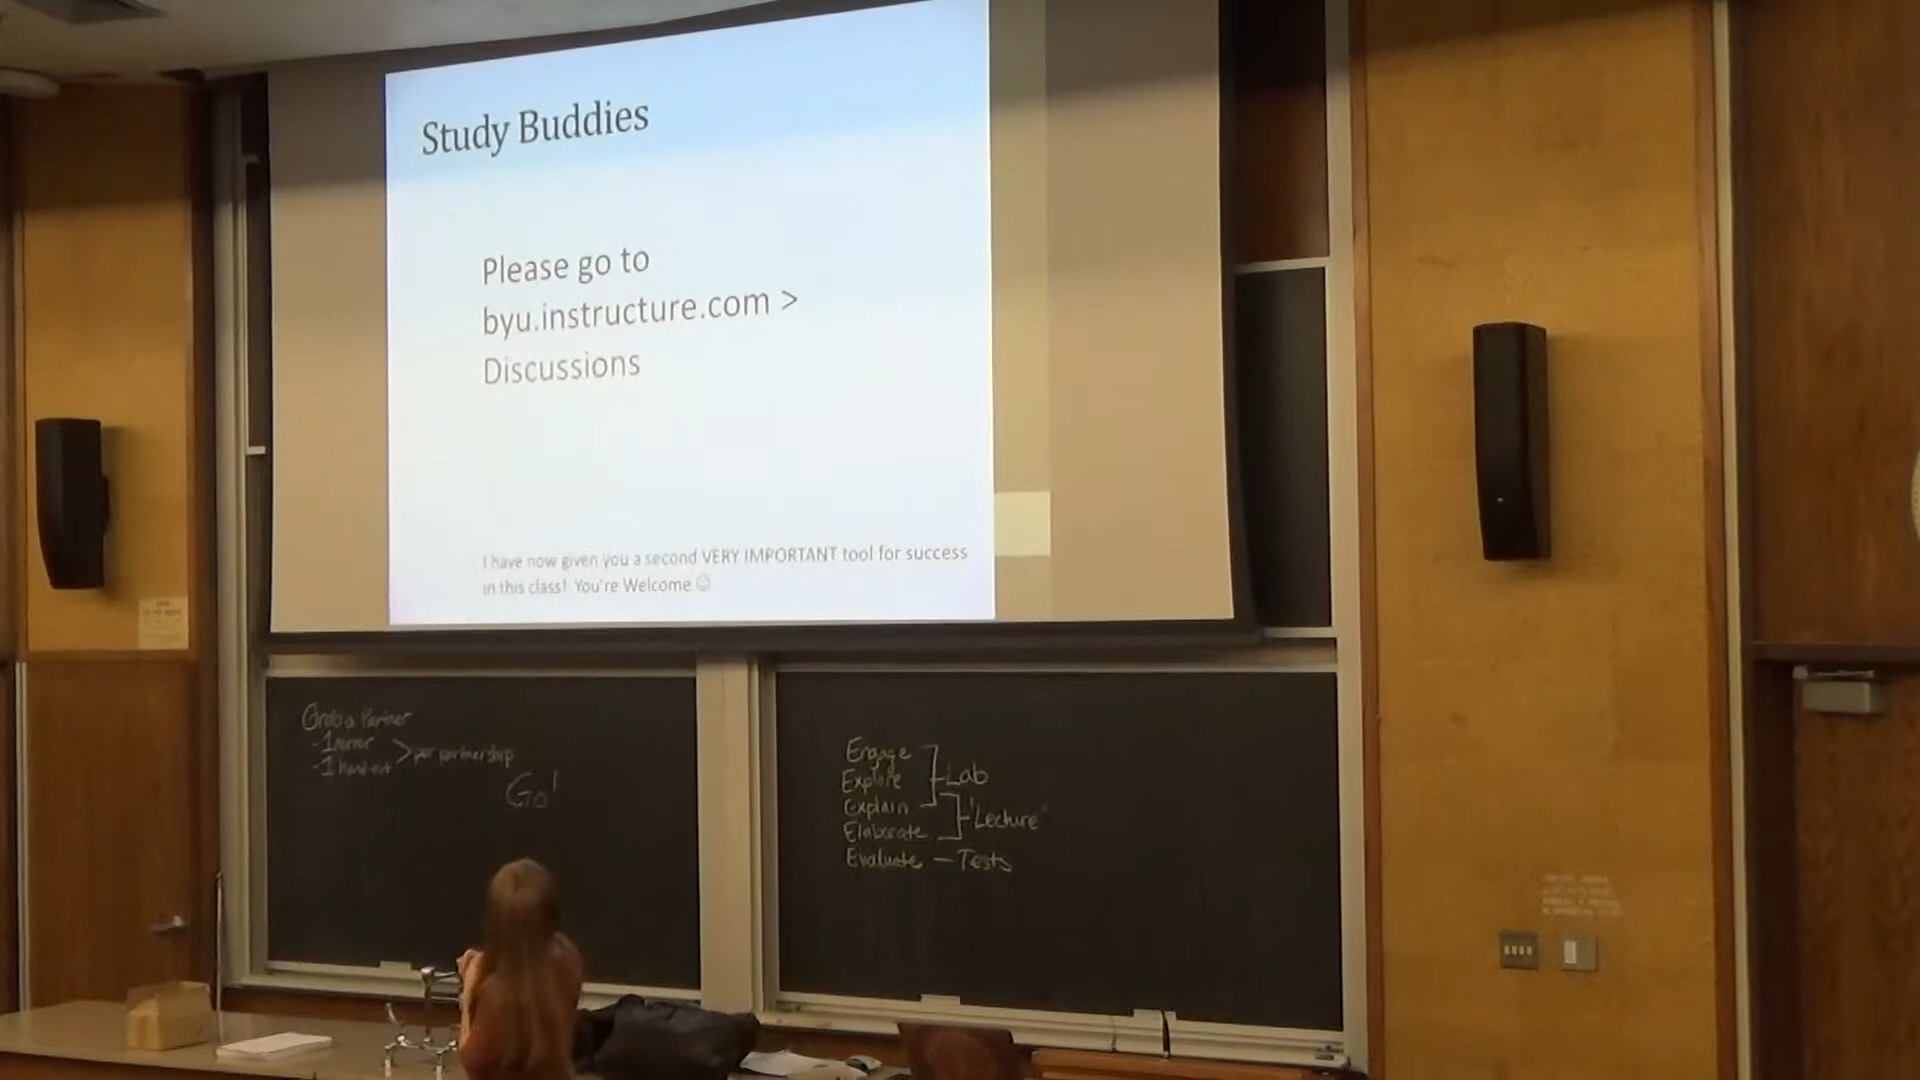 Study Buddies
Please go to
byu.instructure.com >
Discussions
I have now given you a second VERY IMPORTANT tool for success
in this class! You're Welcome ☺
Grab a Partner
-1 mirror
-1 hand-out
>per partnership
Go!
Engage
Explore
Explain
Elaborate
Evaluate - Tests
Lab
"Lecture"